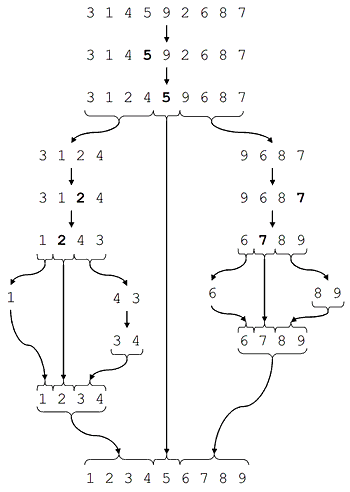 3 1 4 5 9 2 6 8 7
3 1 4 5 9 2 6 8 7
3 1 2 4 5 9 6 8 7
3 1 2 4
9 6 8 7
3 1 2 4
9 6 8 7
1 2 4 3
6 7 8 9
1
4 3
6
8 9
3 4
6 7 8 9
1 2 3 4
1 2 3 4 5 6 7 8 9